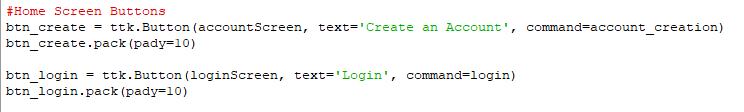 #Home Screen Buttons
btn_create = ttk.Button(accountScreen, text='Create an Account', command=account_creation)
btn_create.pack(pady=10)
btn_login = ttk.Button(loginScreen, text='Login', command=login)
btn_login.pack(pady=10)